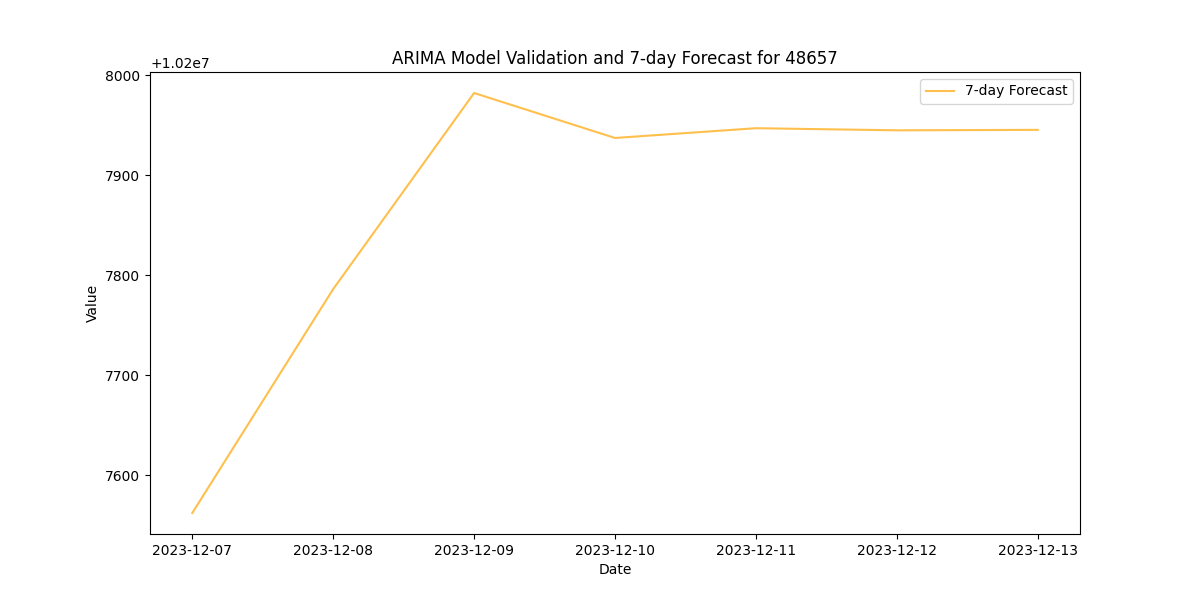 ARIMA Model Validation and 7-day Forecast for 48657
+1.02e7
7-day Forecast
8000
7900
7800
7700
7600
Value
2023-12-07 2023-12-08 2023-12-09 2023-12-10 2023-12-11 2023-12-12 2023-12-13
Date